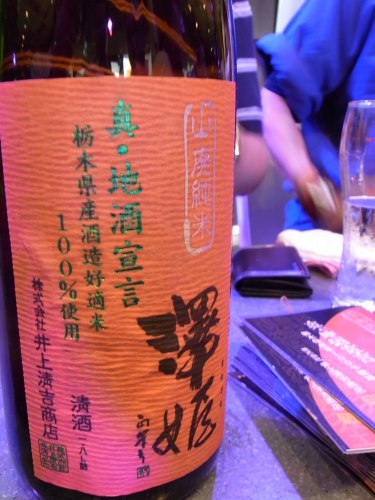 山廃純米
真・地酒宣言
栃木県産酒造好適米
100%使用
澤姫
清酒
株式会社 井上清吉商店